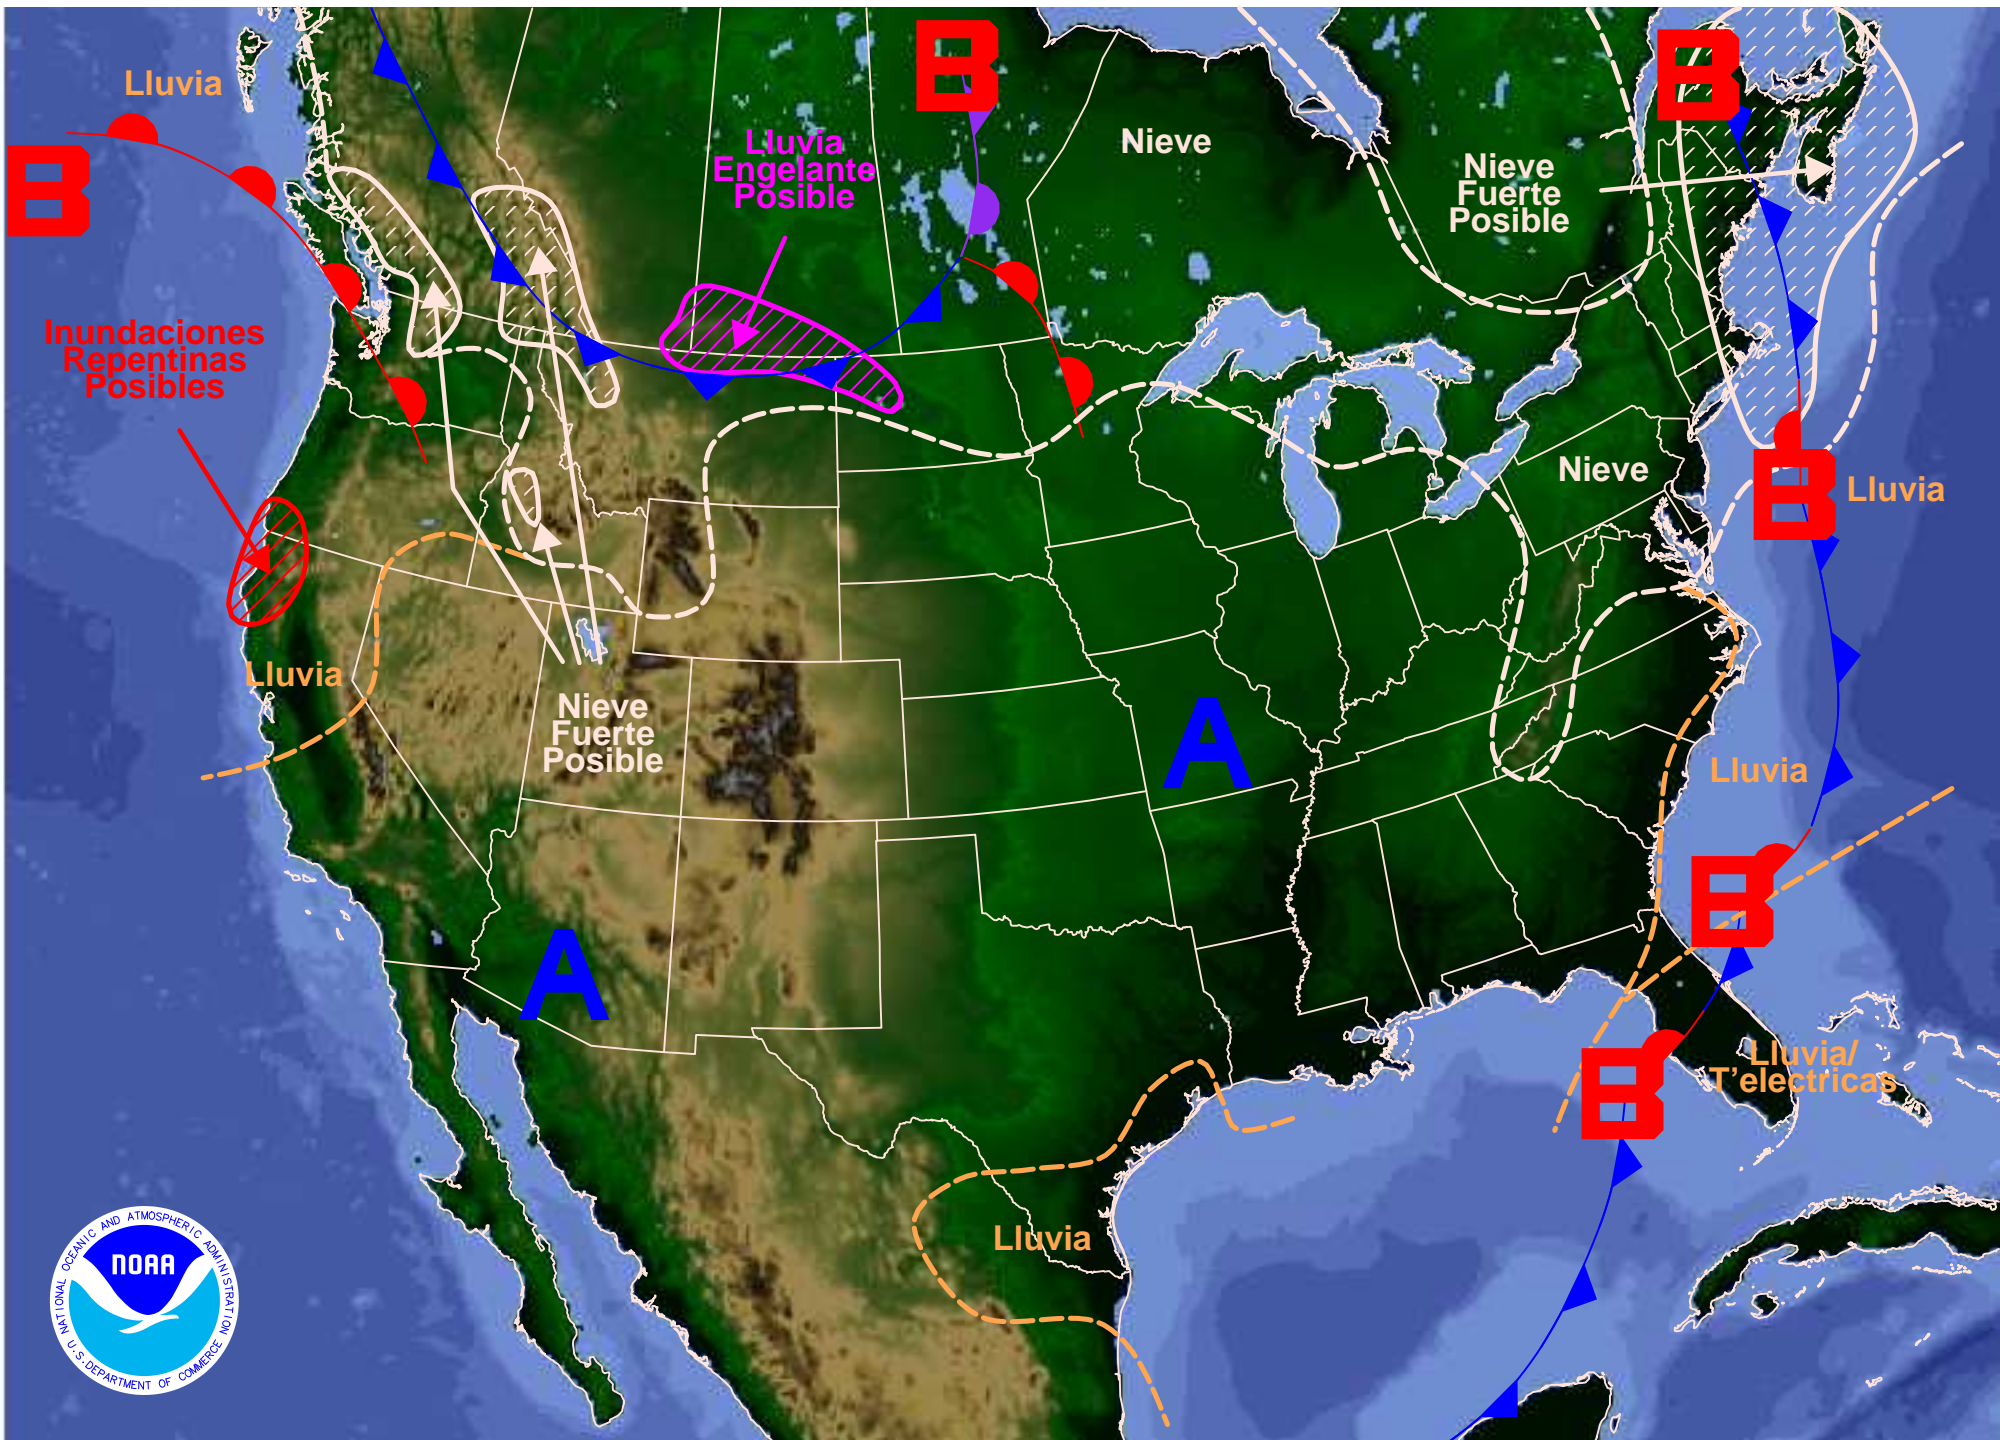 B
B
Lluvia
Lluvia
Engelante
Posible
Nieve
Nieve
Fuerte
Posible
B
Inundaciones
Repentinas
Posibles
Nieve
B
Lluvia
Lluvia
Nieve
Fuerte
Posible
A
Lluvia
B
A
B
Lluvia/
T'electricas
Lluvia
NATIONAL OCEANIC AND ATMOSPHERIC ADMINISTRATION
NOAA
U.S. DEPARTMENT OF COMMERCE